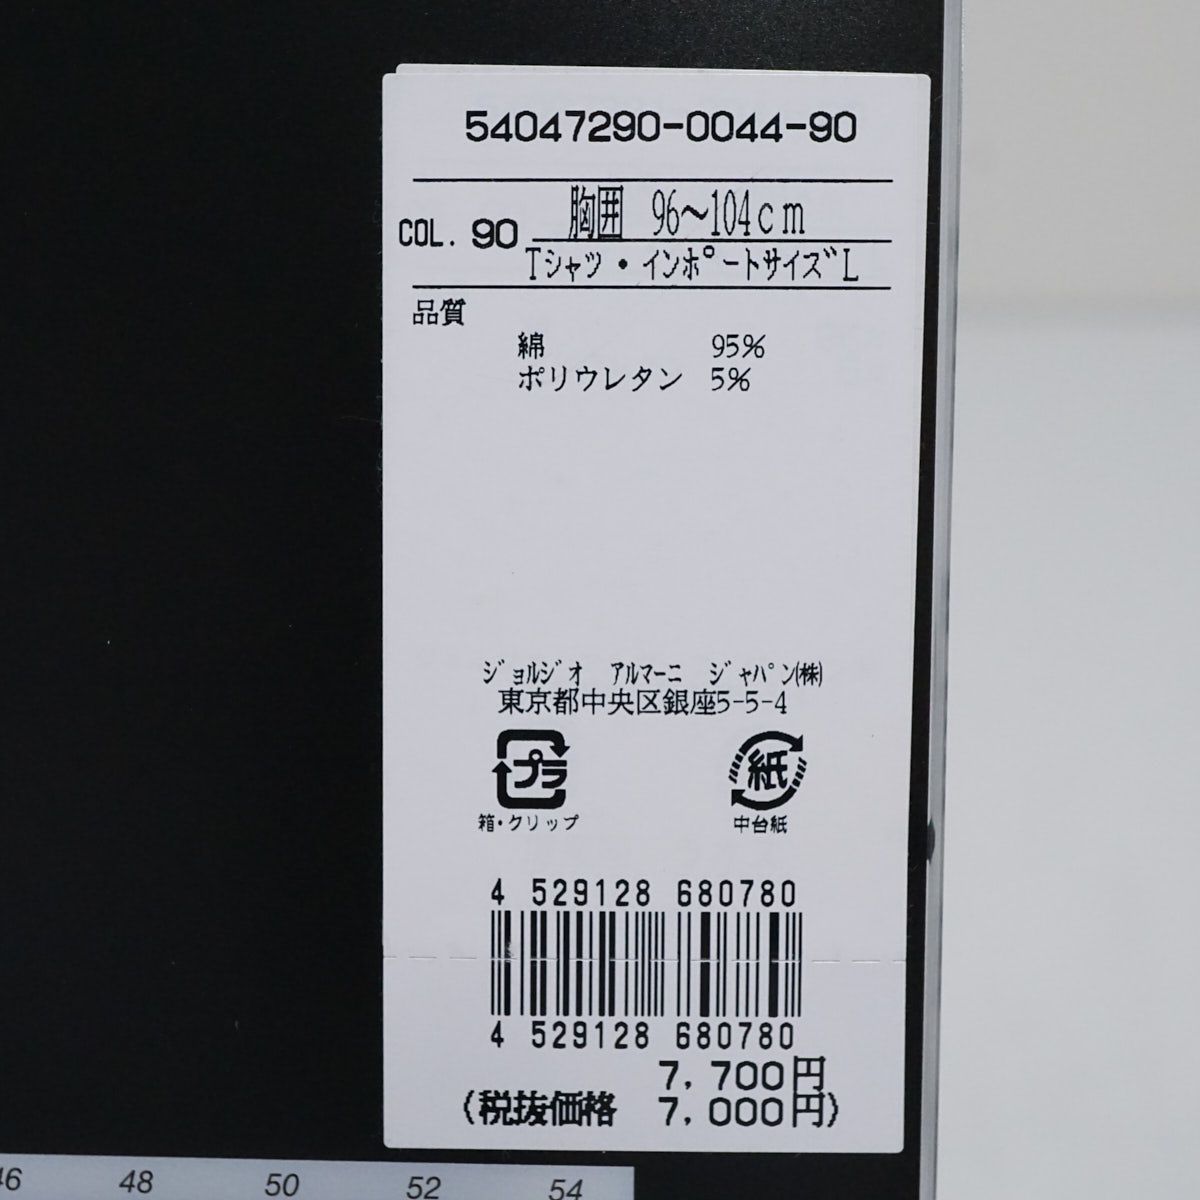 54047290-0044-90
胸囲 96~104cm
COL. 90
Tシャツ・インポートサイズL
品質
綿 95%
ポリウレタン 5%
ジョルジオ アルマーニ ジャパン(株)
東京都中央区銀座5-5-4
プラ 紙
箱・クリップ 中台紙
4 529128 680780
4 529128 680780
7,700円
(税抜価格 7,000円)
46 48 50 52 54